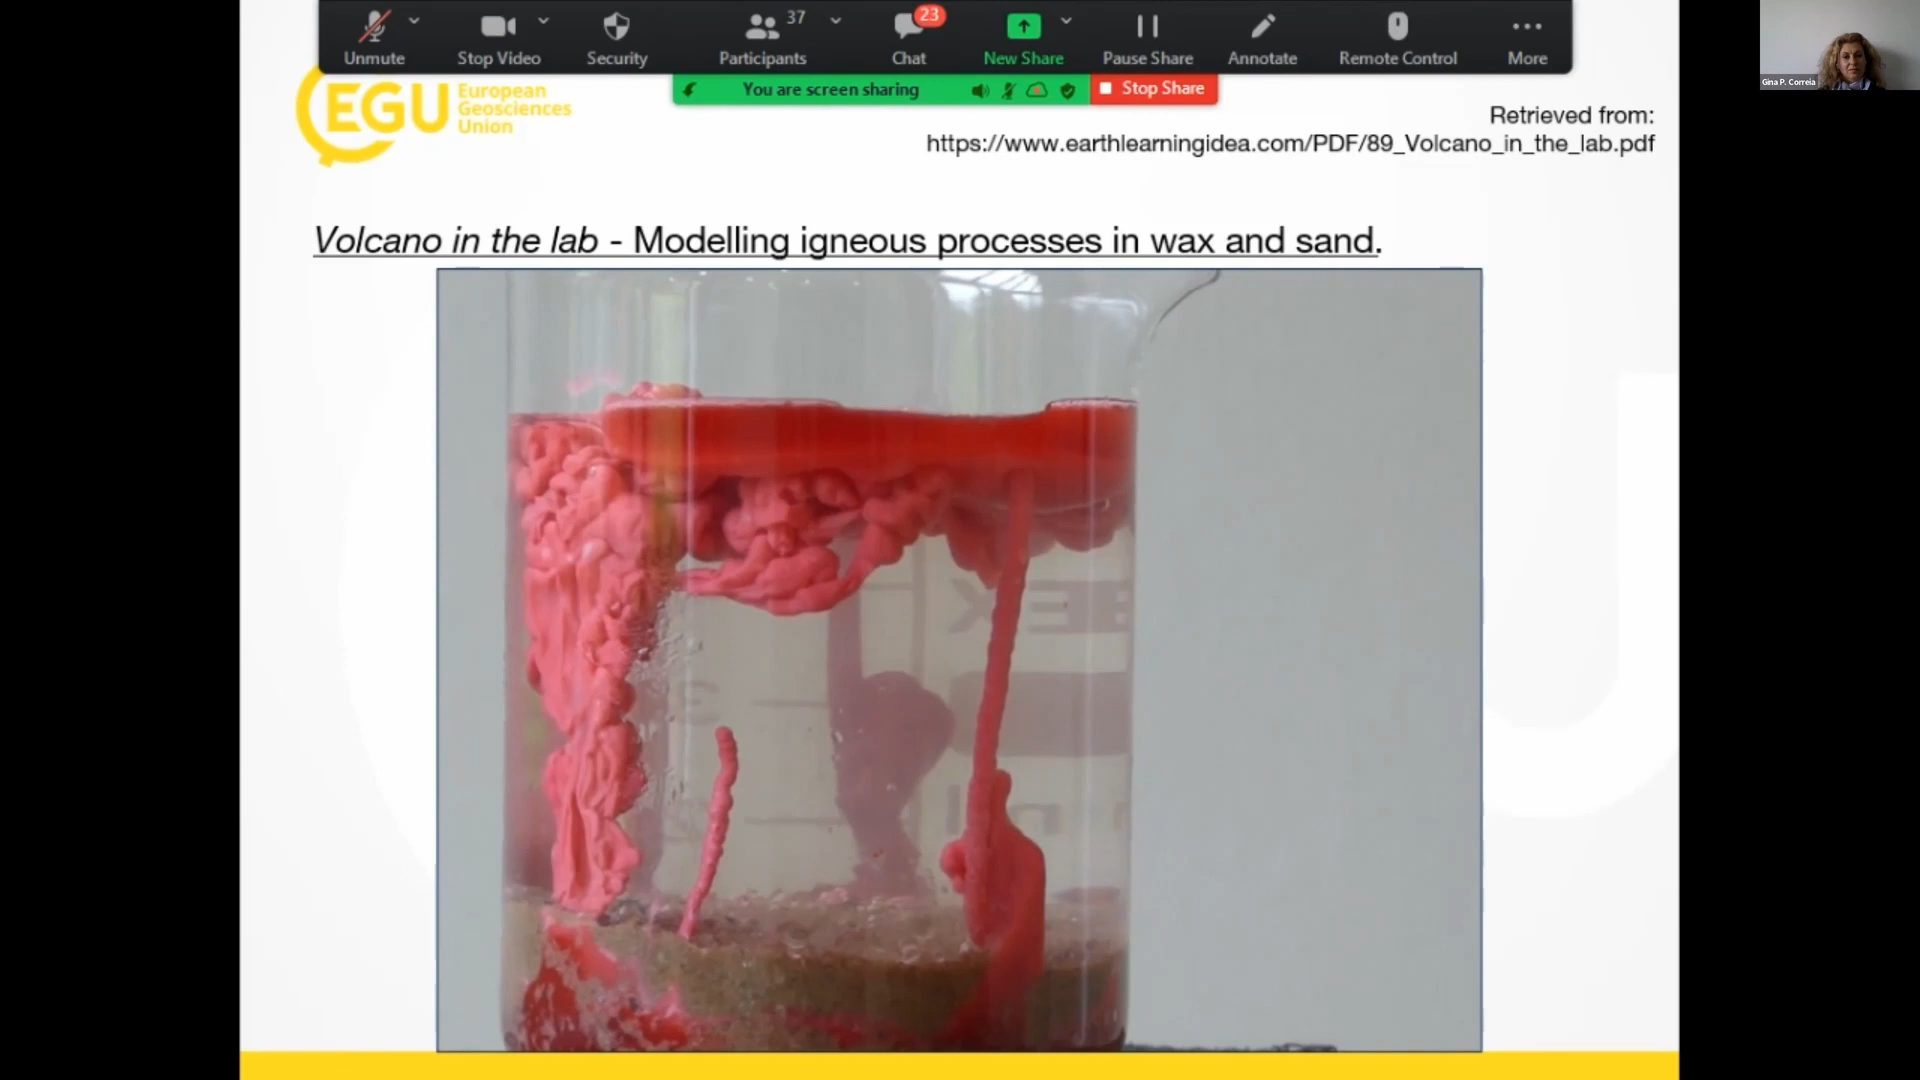 37
23
Unmute
Stop Video
Security
Participants
Chat
New Share
Pause Share
Annotate
Remote Control
More
You are screen sharing
Stop Share
Gina P. Correia
EGU
European
Geosciences
Union
Retrieved from:
https://www.earthlearningidea.com/PDF/89_Volcano_in_the_lab.pdf
Volcano in the lab - Modelling igneous processes in wax and sand.